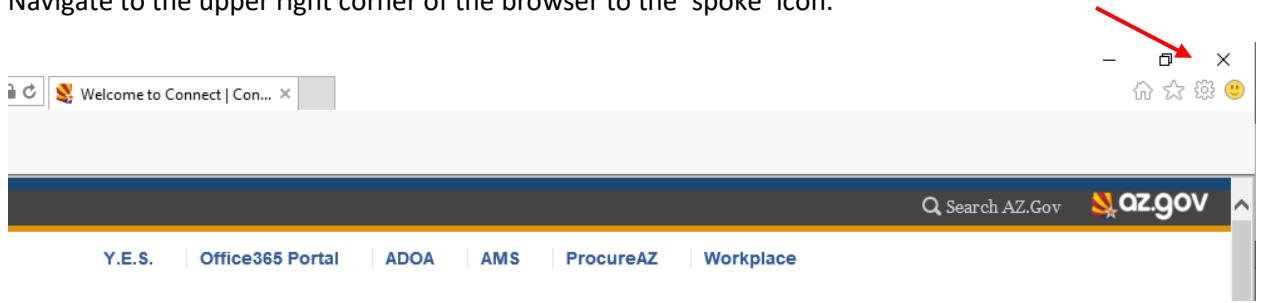 Navigate to the upper right corner of the browser to the 'spoke' icon.
Welcome to Connect | Con...
Search AZ.Gov az.gov
Y.E.S. Office365 Portal ADOA AMS ProcureAZ Workplace